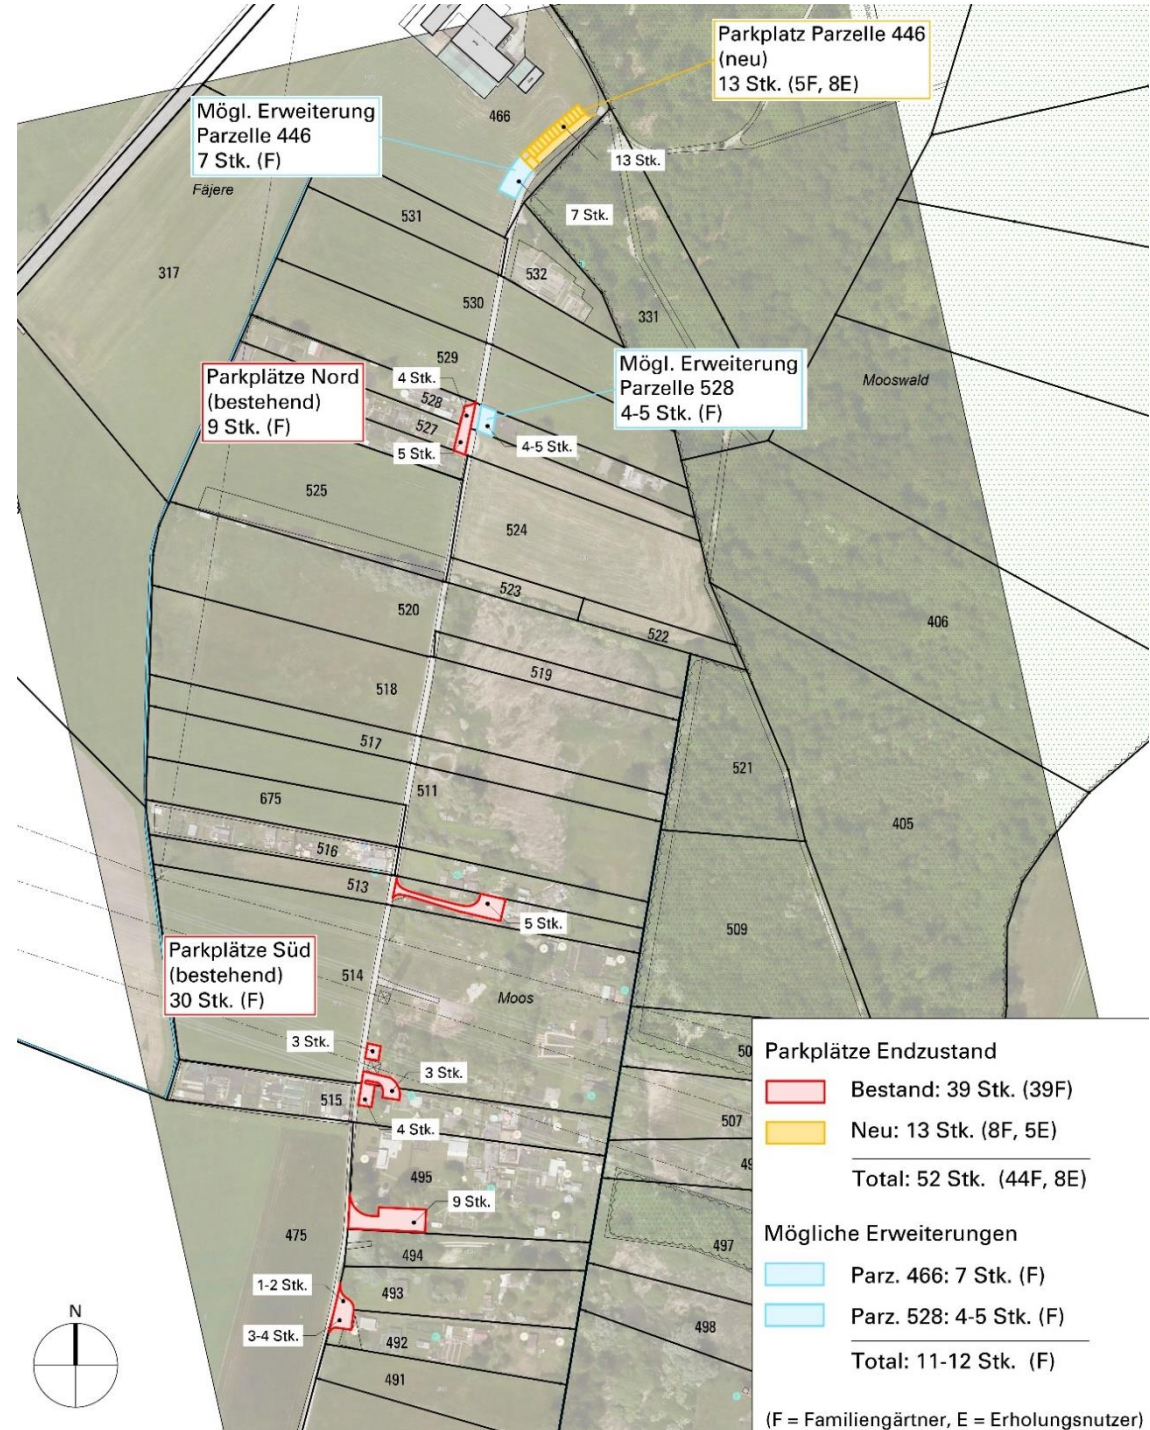 Parkplatz Parzelle 446
(neu)
13 Stk. (5F, 8E)
Mögl. Erweiterung
Parzelle 446
7 Stk. (F)
466
13 Stk.
7 Stk.
Fäjere
531
317
532
530
331
529
Mögl. Erweiterung
Parzelle 528
4-5 Stk. (F)
Mooswald
Parkplätze Nord
(bestehend)
9 Stk. (F)
4 Stk.
528
527
5 Stk.
4-5 Stk.
525
524
523
522
520
519
406
518
517
521
511
675
405
516
513
5 Stk.
509
Parkplätze Süd
(bestehend)
30 Stk. (F)
514
Moos
3 Stk.
3 Stk.
515
4 Stk.
507
495
9 Stk.
475
494
497
1-2 Stk.
493
3-4 Stk.
492
498
491
N
Parkplätze Endzustand
Bestand: 39 Stk. (39F)
Neu: 13 Stk. (8F, 5E)
Total: 52 Stk. (44F, 8E)
Mögliche Erweiterungen
Parz. 466: 7 Stk. (F)
Parz. 528: 4-5 Stk. (F)
Total: 11-12 Stk. (F)
(F = Familiengärtner, E = Erholungsnutzer)